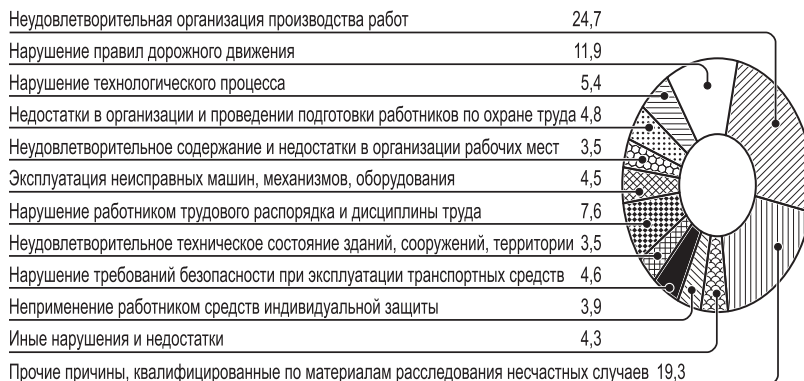 Неудовлетворительная организация производства работ 24,7
Нарушение правил дорожного движения 11,9
Нарушение технологического процесса 5,4
Недостатки в организации и проведении подготовки работников по охране труда 4,8
Неудовлетворительное содержание и недостатки в организации рабочих мест 3,5
Эксплуатация неисправных машин, механизмов, оборудования 4,5
Нарушение работником трудового распорядка и дисциплины труда 7,6
Неудовлетворительное техническое состояние зданий, сооружений, территории 3,5
Нарушение требований безопасности при эксплуатации транспортных средств 4,6
Неприменение работником средств индивидуальной защиты 3,9
Иные нарушения и недостатки 4,3
Прочие причины, квалифицированные по материалам расследования несчастных случаев 19,3